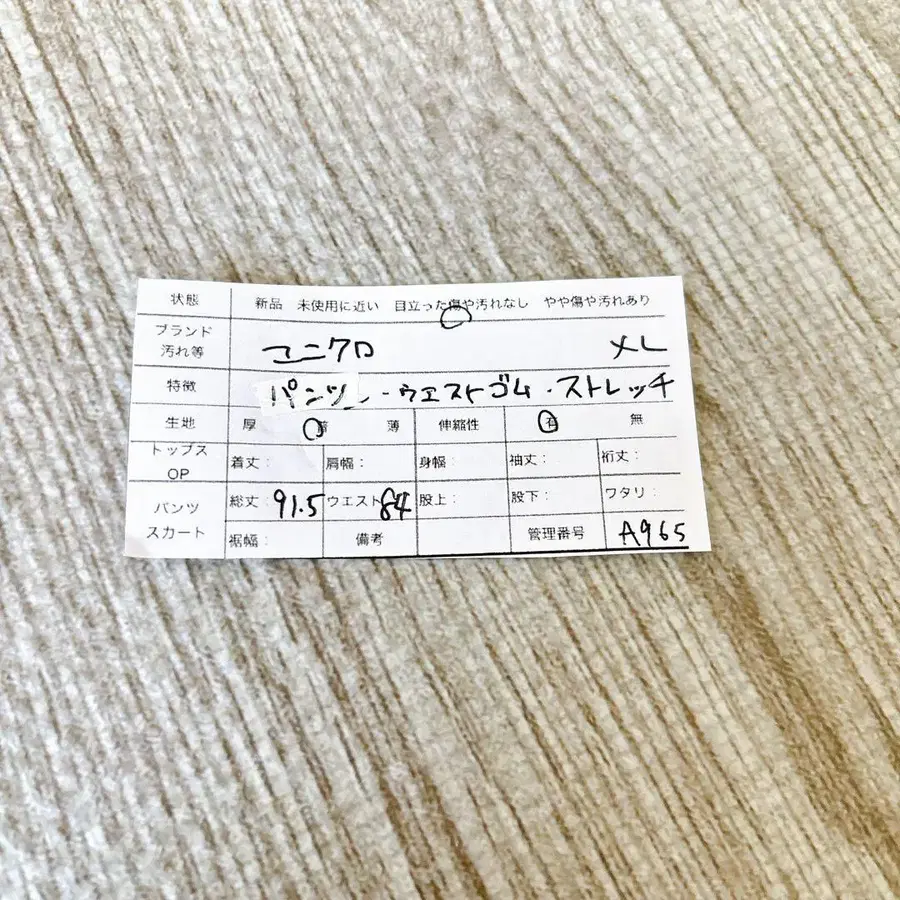 状態 新品 未使用に近い 目立った傷や汚れなし やや傷や汚れあり
ブランド
汚れ等 ユニクロ XL
特徴 パンツ・ウエストゴム・ストレッチ
生地 厚 普 薄 伸縮性 有 無
トップス
OP 着丈: 肩幅: 身幅: 袖丈: 裄丈:
パンツ
スカート 総丈: 91.5 ウエスト 84 股上: 股下: ワタリ:
裾幅: 備考 管理番号 A965